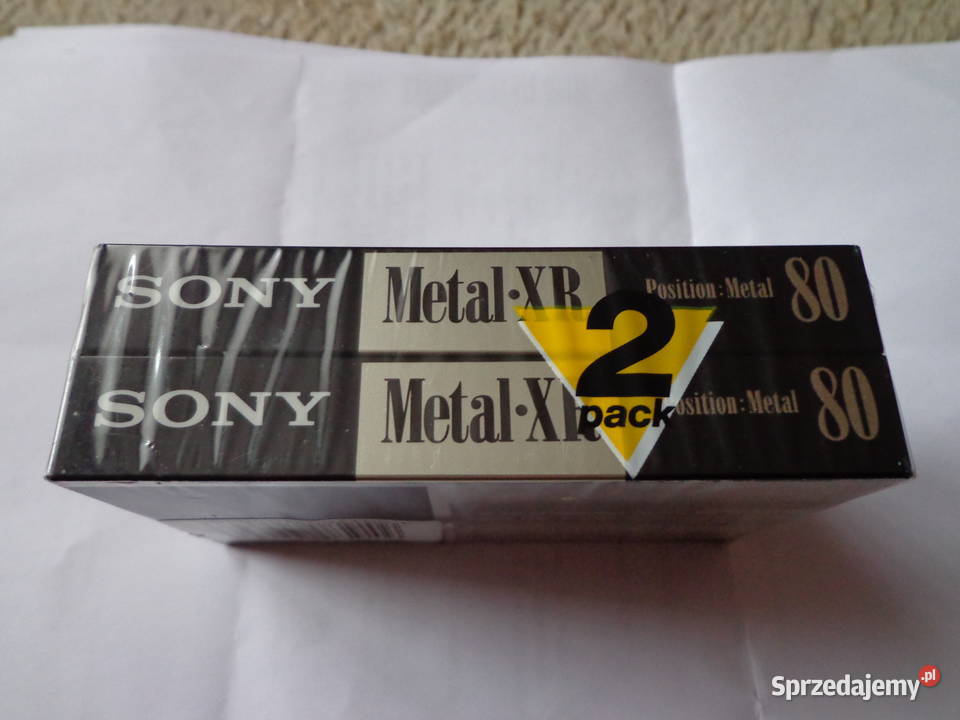 SONY Metal·XR Position:Metal 80
SONY Metal·XR Position:Metal 80
2
pack
Sprzedajemy.pl